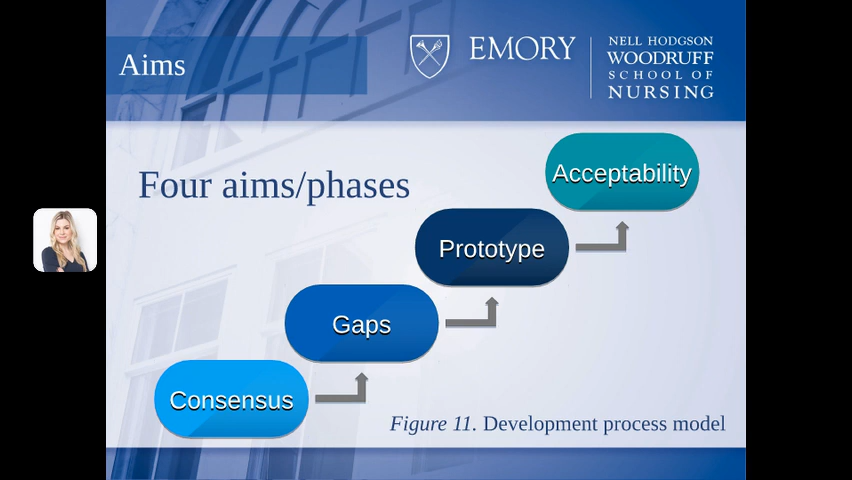 Aims
EMORY
NELL HODGSON
WOODRUFF
SCHOOL OF
NURSING
Four aims/phases
Acceptability
Prototype
Gaps
Consensus
Figure 11. Development process model